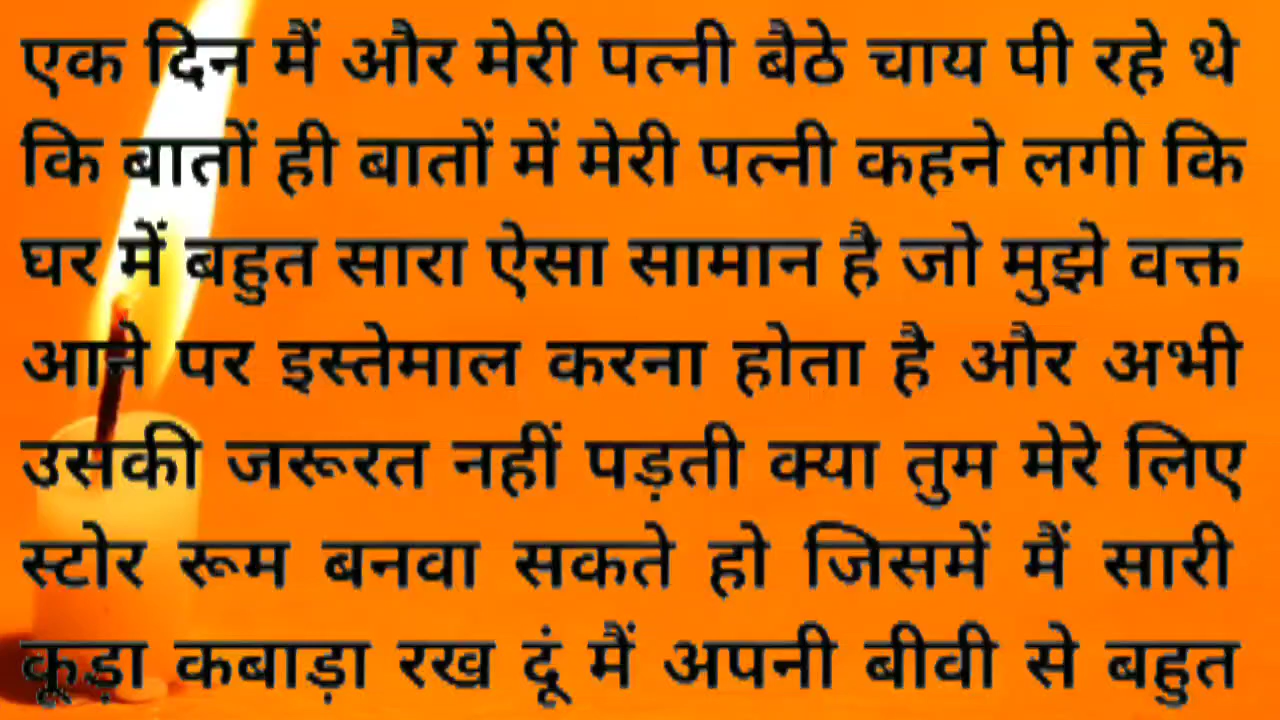 एक दिन मैं और मेरी पत्नी बैठे चाय पी रहे थे
कि बातों ही बातों में मेरी पत्नी कहने लगी कि
घर में बहुत सारा ऐसा सामान है जो मुझे वक्त
आने पर इस्तेमाल करना होता है और अभी
उसकी जरूरत नहीं पड़ती क्या तुम मेरे लिए
स्टोर रूम बनवा सकते हो जिसमें मैं सारी
कूड़ा कबाड़ा रख दूं मैं अपनी बीवी से बहुत